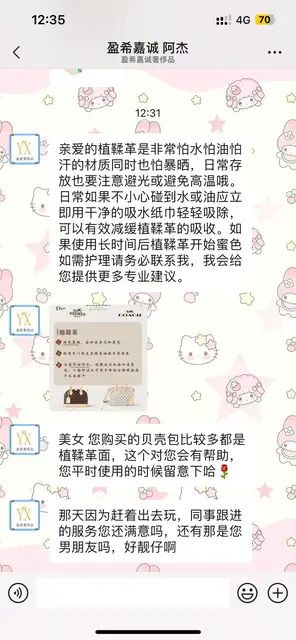 12:35
4G
70
盈希嘉诚 阿杰
盈希嘉诚奢侈品
12:31
亲爱的植鞣革是非常怕水怕油怕
汗的材质同时也怕暴晒，日常存
放也要注意避光或避免高温哦。
日常如果不小心碰到水或油应立
即用干净的吸水纸巾轻轻吸除，
可以有效减缓植鞣革的吸收。如
果使用长时间后植鞣革开始蜜色
如需护理请务必联系我，我会给
您提供更多专业建议。
YX
Dior
HERMES
COACH
植鞣革
YX
美女 您购买的贝壳包比较多都是
植鞣革面，这个对您会有帮助，
您平时使用的时候留意下哈
YX
那天因为赶着出去玩，同事跟进
的服务您还满意吗，还有那是您
男朋友吗，好靓仔啊